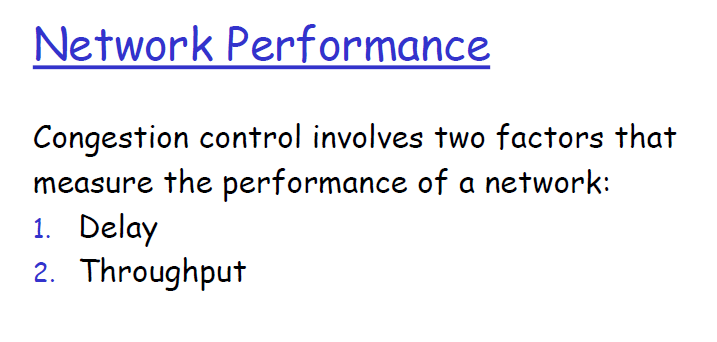 Network Performance
Congestion control involves two factors that
measure the performance of a network:
1. Delay
2. Throughput